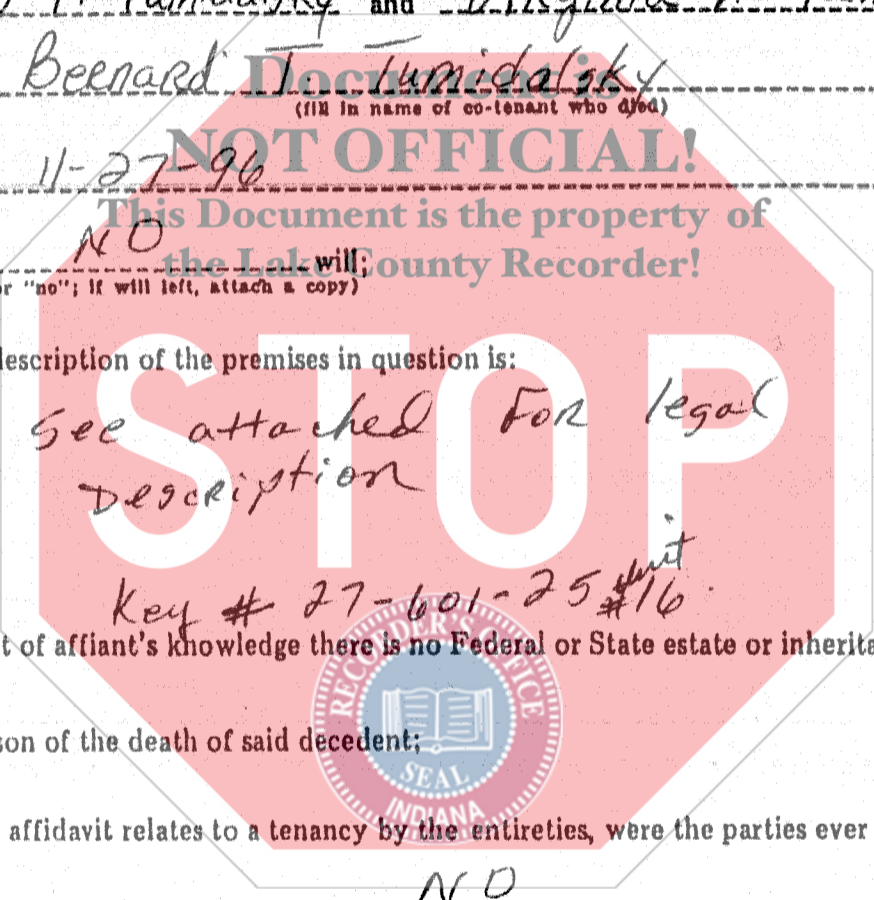 and
Bernard T. Tumidalsky
(fill in name of co-tenant who died)
11-27-96
NO
will;
r "no"; if will left, attach a copy)
description of the premises in question is:
See attached For legal
Description
Key # 27-601-25 unit #16
t of affiant's knowledge there is no Federal or State estate or inherita
son of the death of said decedent;
affidavit relates to a tenancy by the entireties, were the parties ever
NO
Document is
NOT OFFICIAL!
This Document is the property of
the Lake County Recorder!
STOP
RECORDER'S OFFICE
SEAL
INDIANA